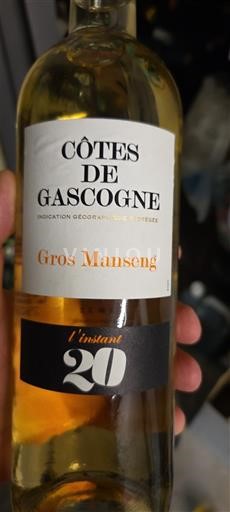 CÔTES
DE
GASCOGNE
INDICATION GÉOGRAPHIQUE PROTÉGÉE
Gros Manseng
l'instant
20